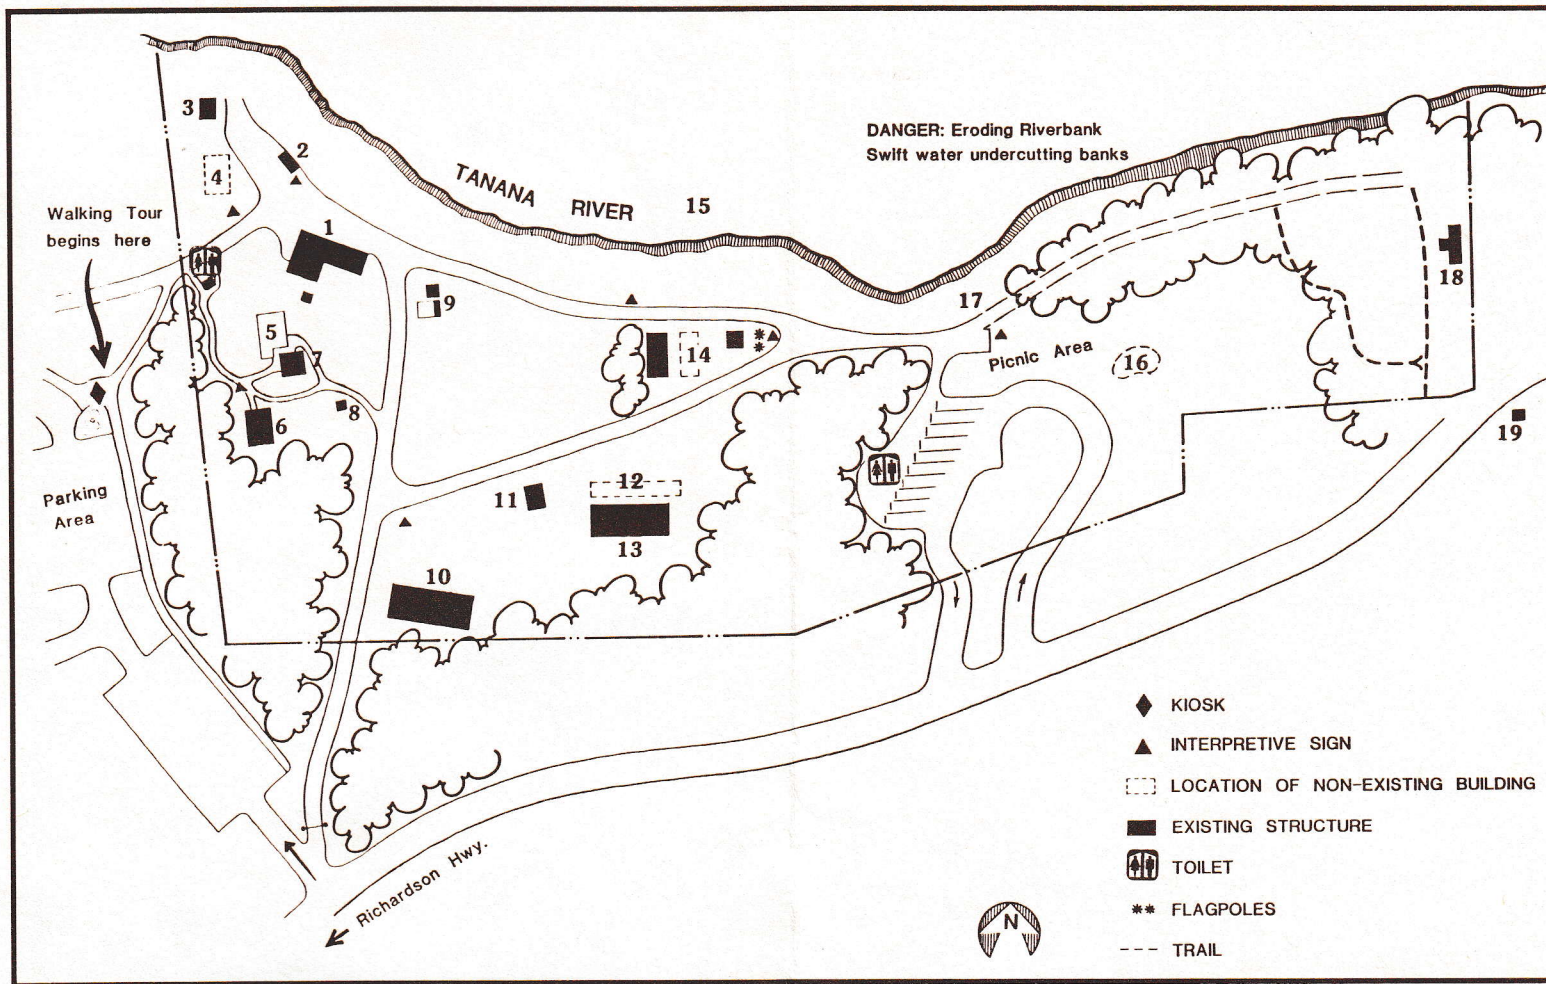 3
2
4
DANGER: Eroding Riverbank
Swift water undercutting banks
TANANA RIVER 15
Walking Tour
begins here
1
9
17
18
5
7
14
Picnic Area
16
8
6
19
Parking
Area
11
12
13
10
KIOSK
INTERPRETIVE SIGN
LOCATION OF NON-EXISTING BUILDING
EXISTING STRUCTURE
TOILET
FLAGPOLES
TRAIL
Richardson Hwy.
N